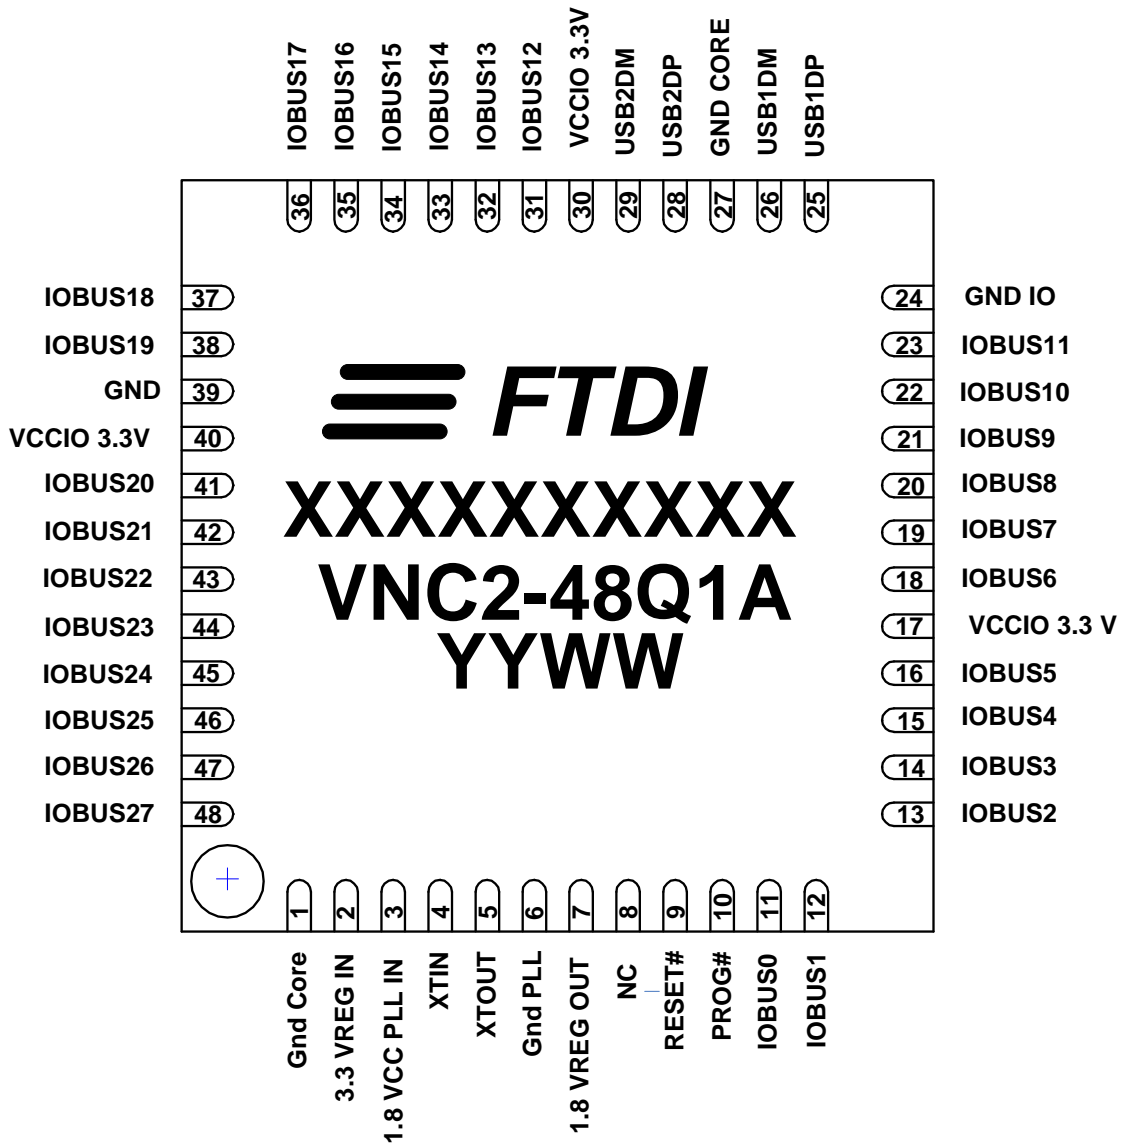 IOBUS17
IOBUS16
IOBUS15
IOBUS14
IOBUS13
IOBUS12
VCCIO 3.3V
USB2DM
USB2DP
GND CORE
USB1DM
USB1DP
36
35
34
33
32
31
30
29
28
27
26
25
IOBUS18 37
IOBUS19 38
GND 39
VCCIO 3.3V 40
IOBUS20 41
IOBUS21 42
IOBUS22 43
IOBUS23 44
IOBUS24 45
IOBUS25 46
IOBUS26 47
IOBUS27 48
FTDI
XXXXXXXXXX
VNC2-48Q1A
YYWW
24 GND IO
23 IOBUS11
22 IOBUS10
21 IOBUS9
20 IOBUS8
19 IOBUS7
18 IOBUS6
17 VCCIO 3.3 V
16 IOBUS5
15 IOBUS4
14 IOBUS3
13 IOBUS2
1
2
3
4
5
6
7
8
9
10
11
12
Gnd Core
3.3 VREG IN
1.8 VCC PLL IN
XTIN
XTOUT
Gnd PLL
1.8 VREG OUT
NC
RESET#
PROG#
IOBUS0
IOBUS1